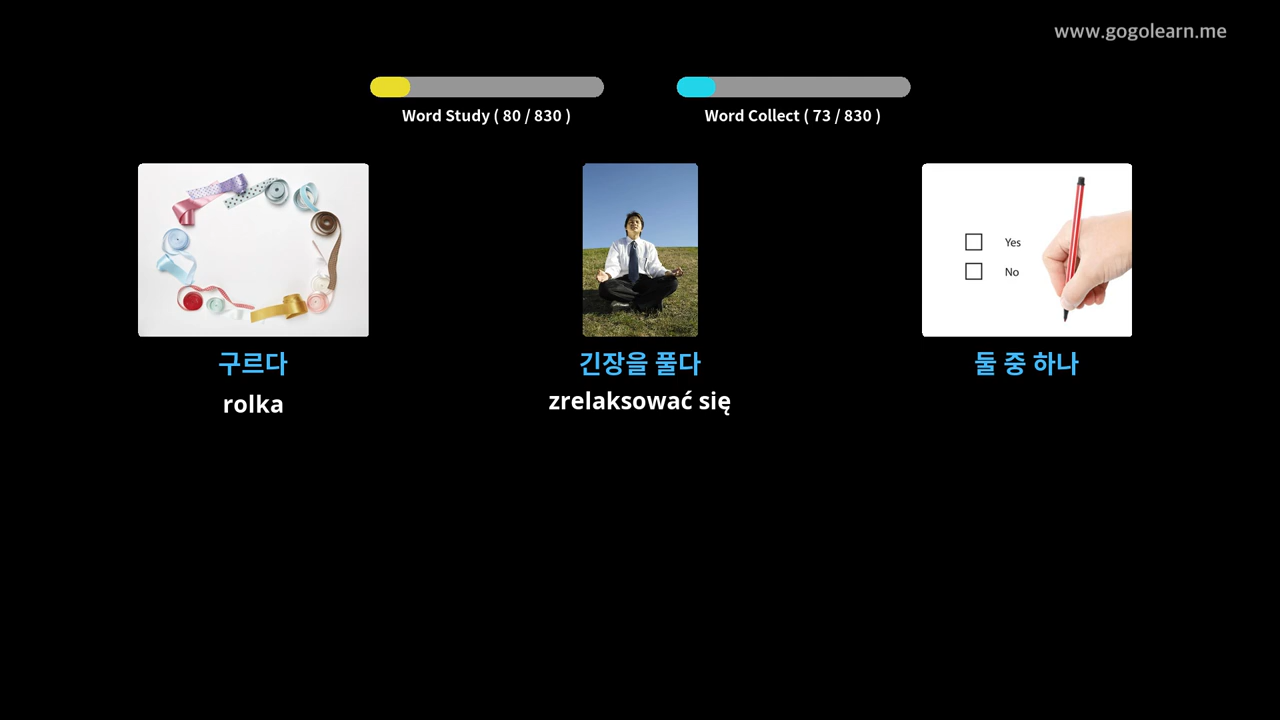 www.gogolearn.me
Word Study ( 80 / 830 )
Word Collect ( 73 / 830 )
Yes
No
구르다
긴장을 풀다
둘 중 하나
rolka
zrelaksować się